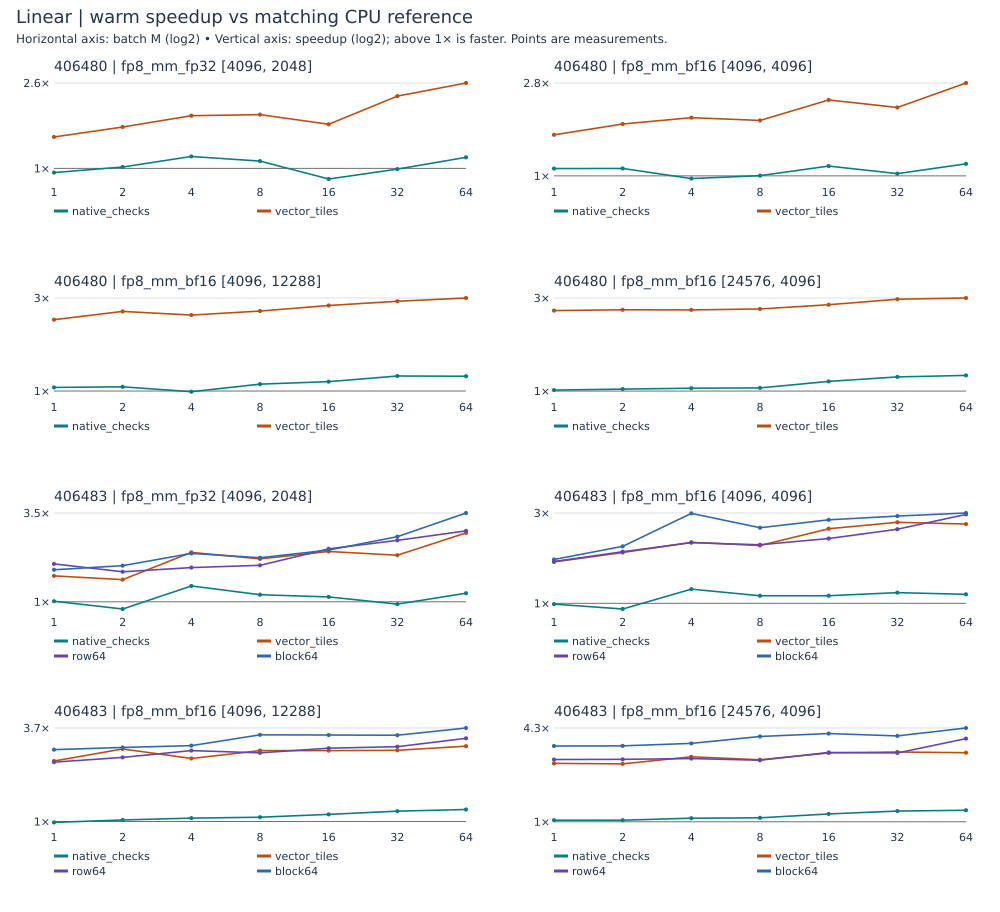 Linear | warm speedup vs matching CPU reference
Horizontal axis: batch M (log2) • Vertical axis: speedup (log2); above 1× is faster. Points are measurements.
406480 | fp8_mm_fp32 [4096, 2048]
2.6×
1×
1 2 4 8 16 32 64
native_checks vector_tiles
406480 | fp8_mm_bf16 [4096, 4096]
2.8×
1×
1 2 4 8 16 32 64
native_checks vector_tiles
406480 | fp8_mm_bf16 [4096, 12288]
3×
1×
1 2 4 8 16 32 64
native_checks vector_tiles
406480 | fp8_mm_bf16 [24576, 4096]
3×
1×
1 2 4 8 16 32 64
native_checks vector_tiles
406483 | fp8_mm_fp32 [4096, 2048]
3.5×
1×
1 2 4 8 16 32 64
native_checks vector_tiles
row64 block64
406483 | fp8_mm_bf16 [4096, 4096]
3×
1×
1 2 4 8 16 32 64
native_checks vector_tiles
row64 block64
406483 | fp8_mm_bf16 [4096, 12288]
3.7×
1×
1 2 4 8 16 32 64
native_checks vector_tiles
row64 block64
406483 | fp8_mm_bf16 [24576, 4096]
4.3×
1×
1 2 4 8 16 32 64
native_checks vector_tiles
row64 block64